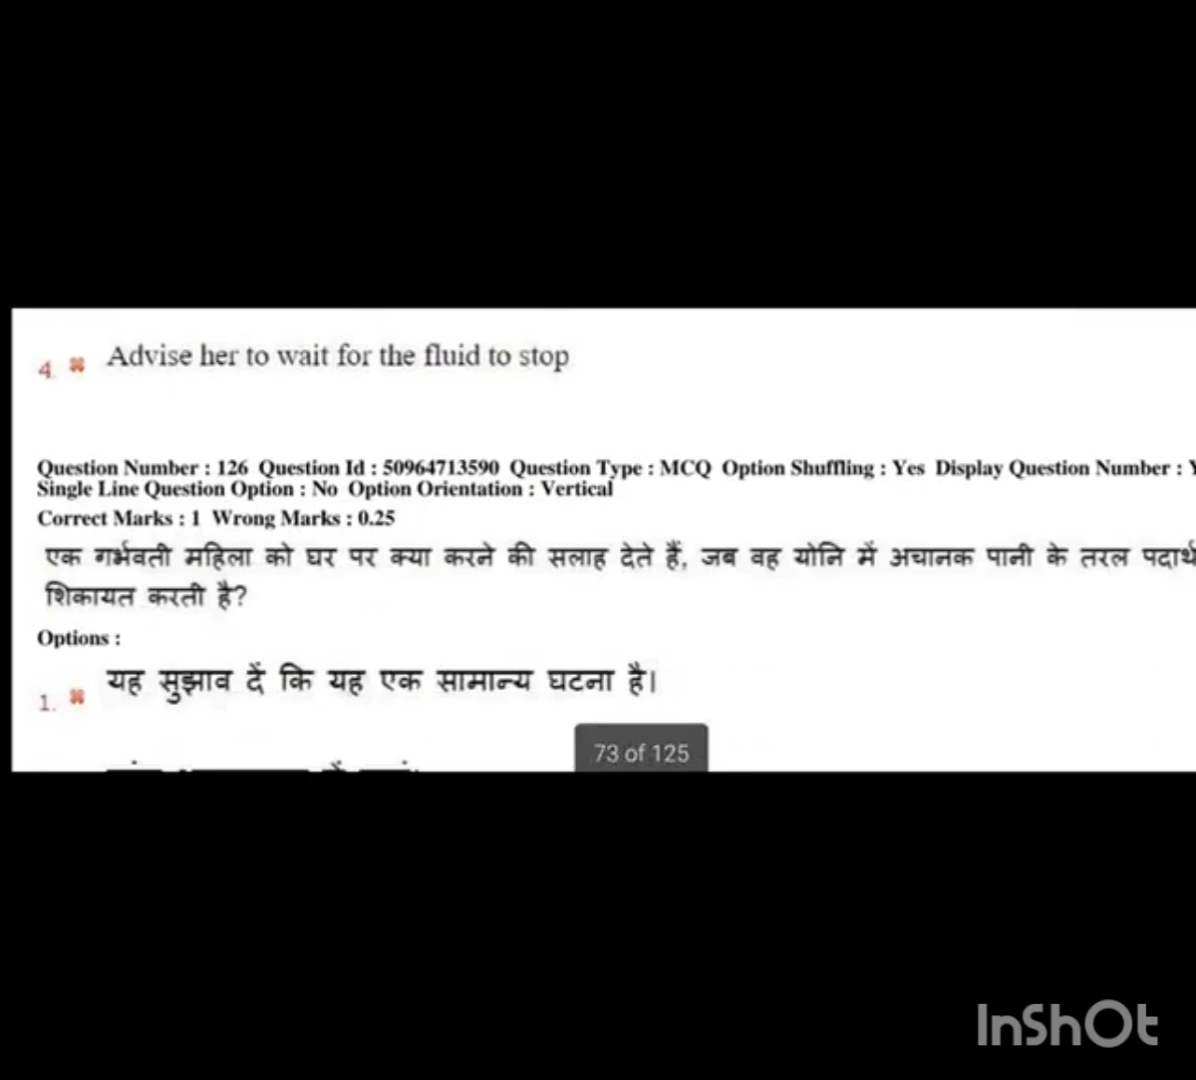 4. Advise her to wait for the fluid to stop
Question Number : 126 Question Id : 50964713590 Question Type : MCQ Option Shuffling : Yes Display Question Number : Y
Single Line Question Option : No Option Orientation : Vertical
Correct Marks : 1 Wrong Marks : 0.25
एक गर्भवती महिला को घर पर क्या करने की सलाह देते हैं, जब वह योनि में अचानक पानी के तरल पदार्थ
शिकायत करती है?
Options :
1. यह सुझाव दें कि यह एक सामान्य घटना है।
73 of 125
InShOt